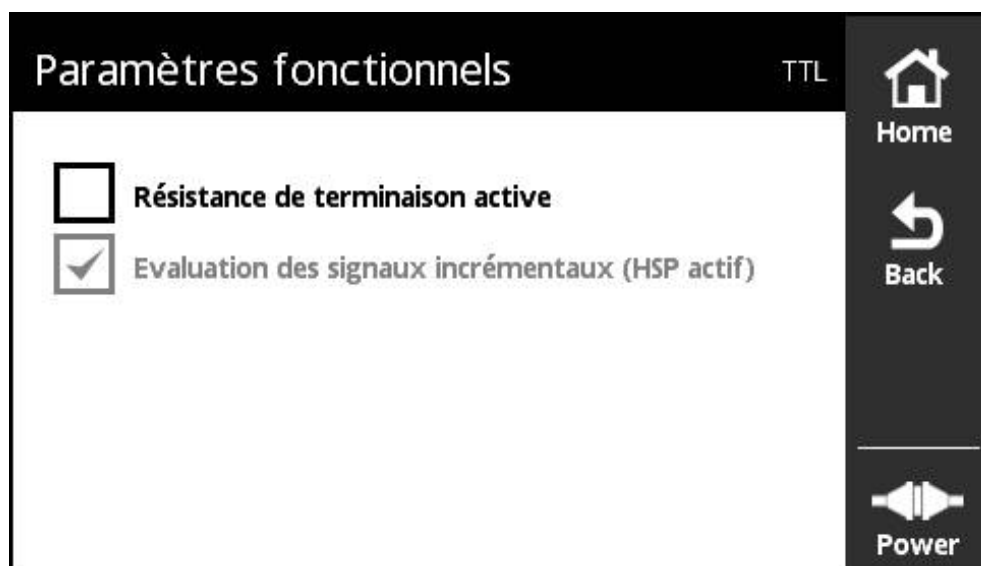 Paramètres fonctionnels TTL
Home
Résistance de terminaison active
Evaluation des signaux incrémentaux (HSP actif)
Back
Power